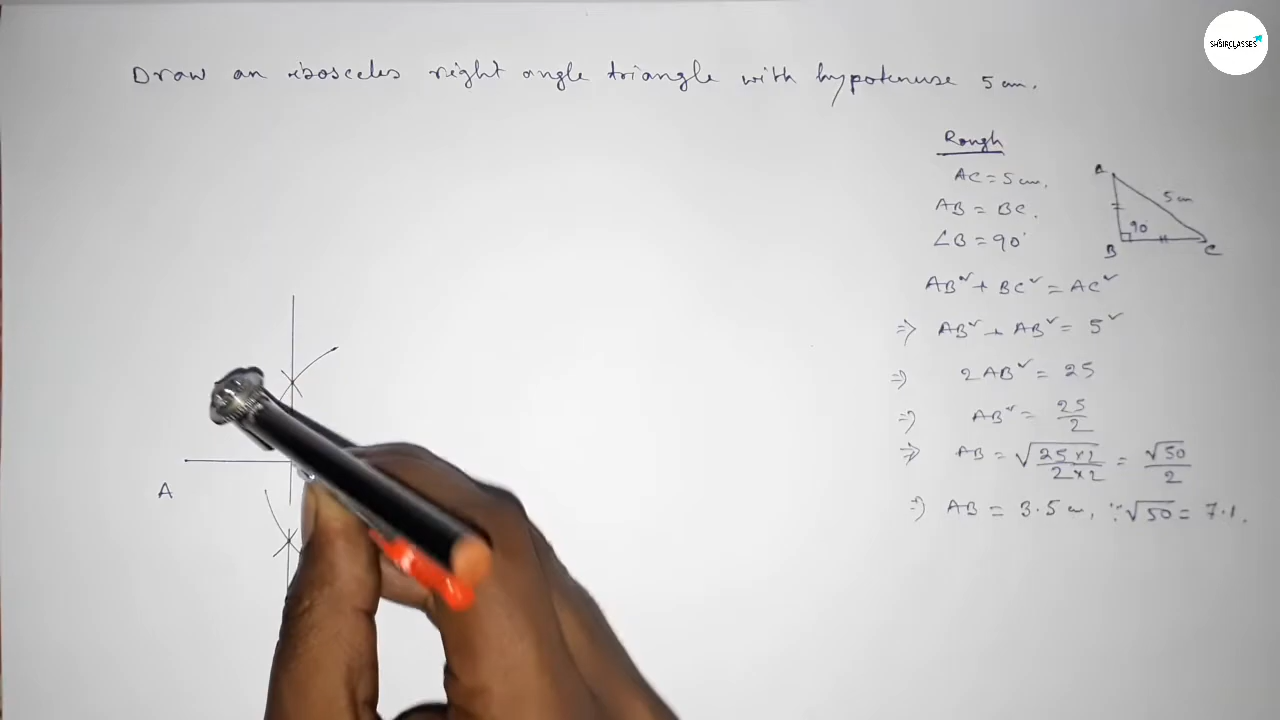 SHSIRCLASSES
Draw an isosceles right angle triangle with hypotenuse 5 cm.
Rough
AC = 5 cm,
AB = BC.
∠B = 90°
A
5 cm
90°
B
C
AB² + BC² = AC²
⇒ AB² + AB² = 5²
⇒ 2AB² = 25
⇒ AB² = 25/2
⇒ AB = √(25×2/2×2) = √50/2
⇒ AB = 3.5 cm, ∵ √50 = 7.1.
A